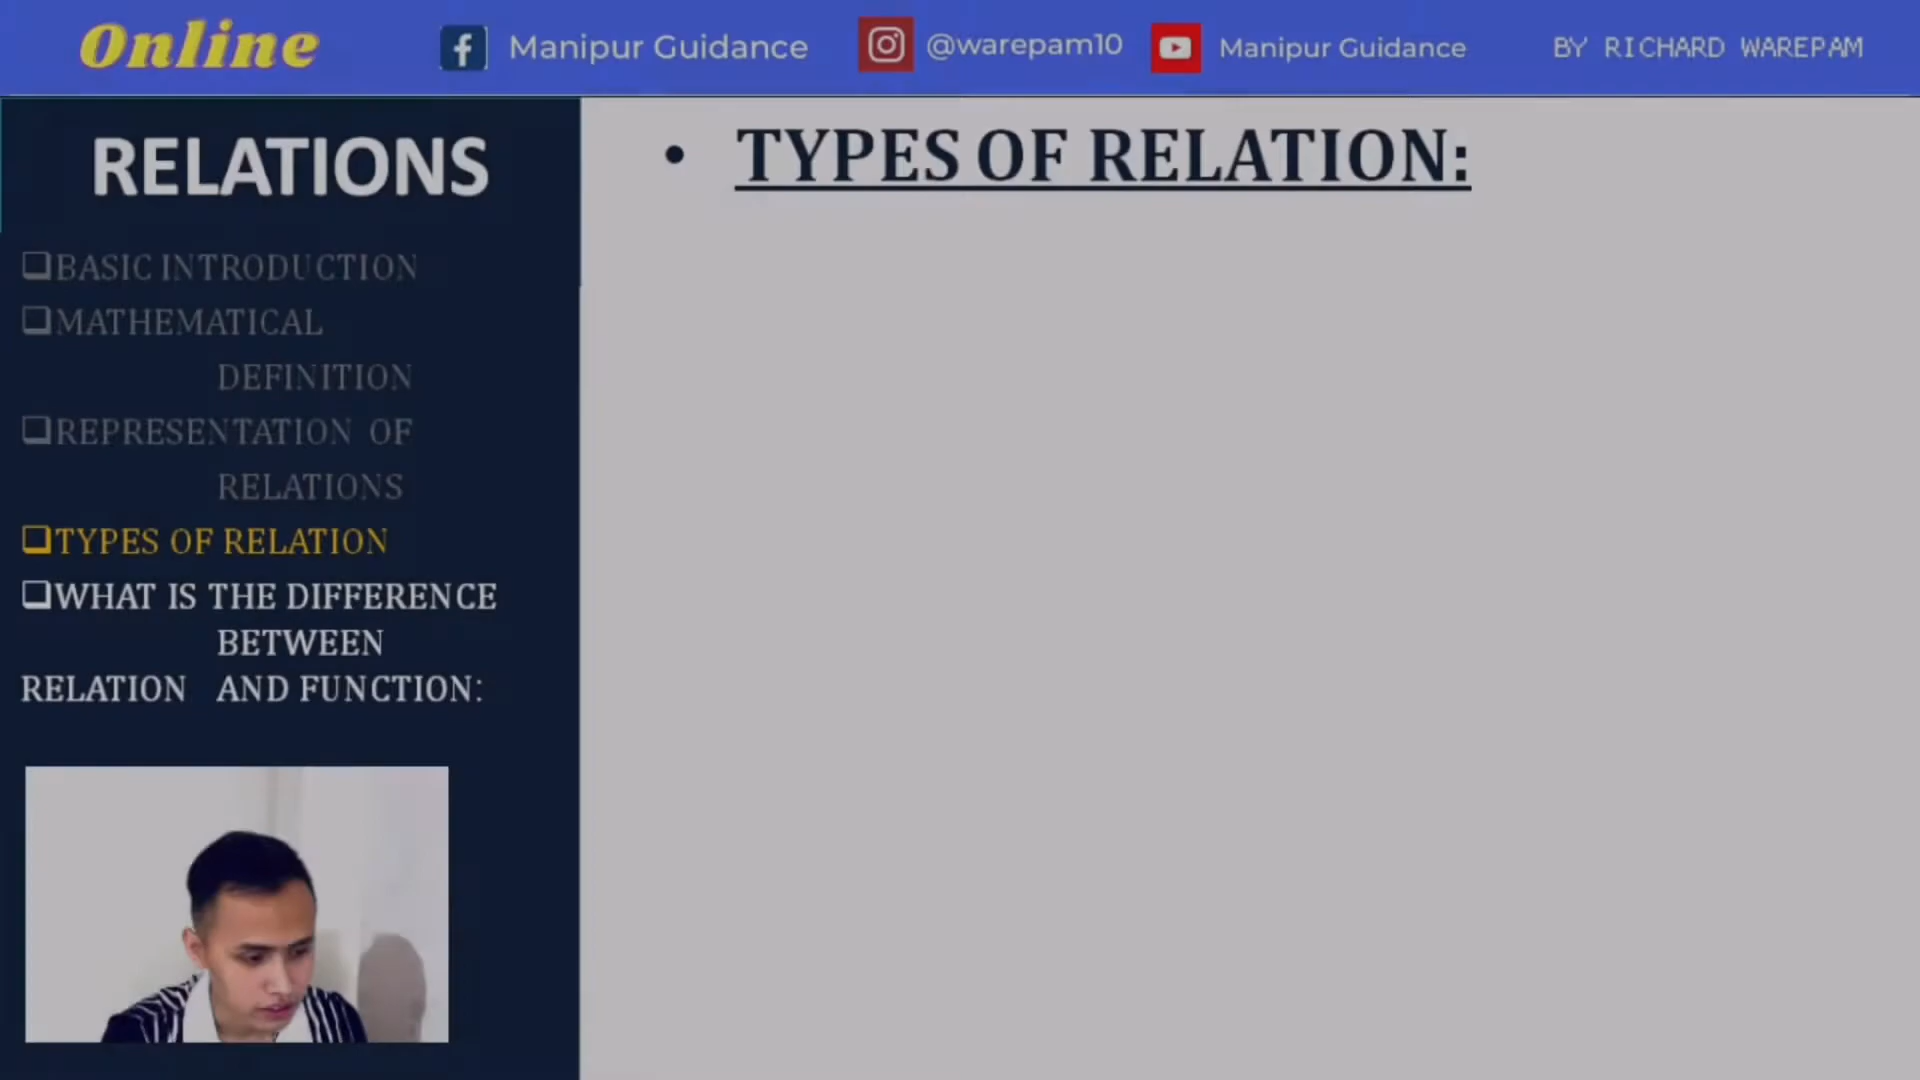 Online
Manipur Guidance
@warepam10
Manipur Guidance
BY RICHARD WAREPAM
RELATIONS
❑BASIC INTRODUCTION
❑MATHEMATICAL
DEFINITION
❑REPRESENTATION OF
RELATIONS
❑TYPES OF RELATION
❑WHAT IS THE DIFFERENCE
BETWEEN
RELATION AND FUNCTION:
• TYPES OF RELATION: